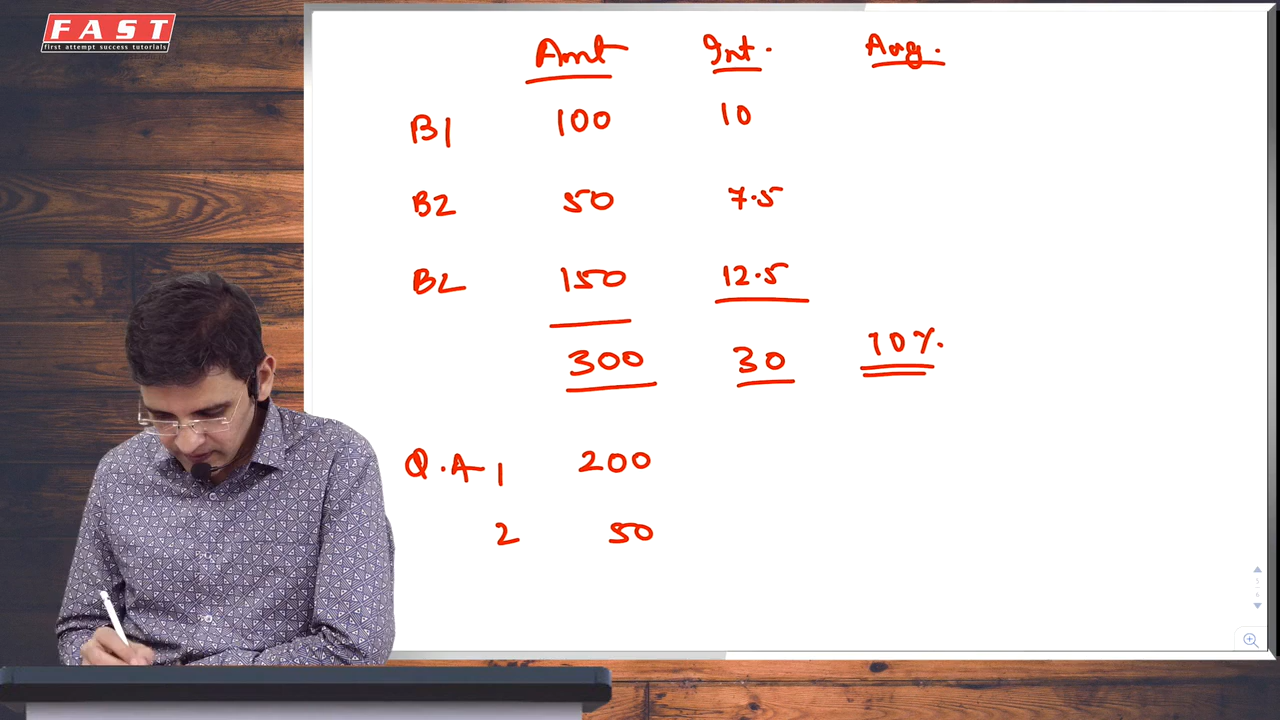 FAST
first attempt success tutorials
Amt Int. Avg.
B1 100 10
B2 50 7.5
B2 150 12.5
300 30 10%.
Q.A 1 200
2 50